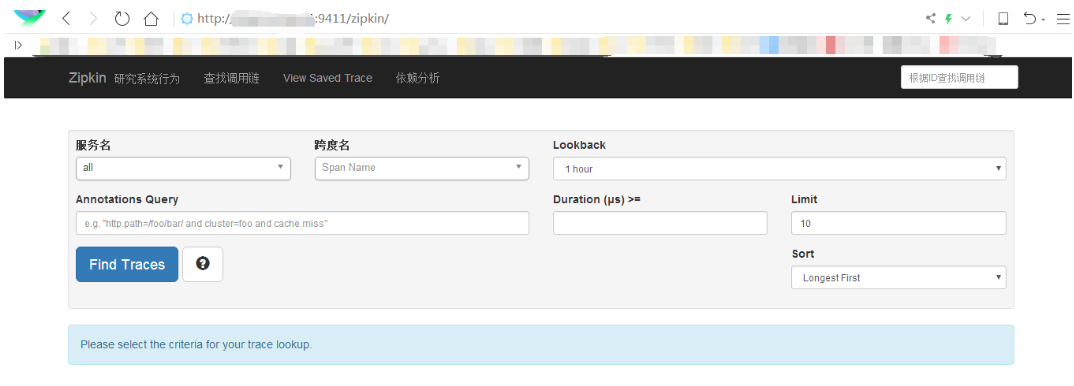 http:// :9411/zipkin/
Zipkin 研究系统行为 查找调用链 View Saved Trace 依赖分析 根据ID查找调用链
服务名 跨度名 Lookback
all Span Name 1 hour
Annotations Query Duration (μs) >= Limit
e.g. "http.path=/foo/bar/ and cluster=foo and cache.miss" 10
Find Traces Sort
Longest First
Please select the criteria for your trace lookup.